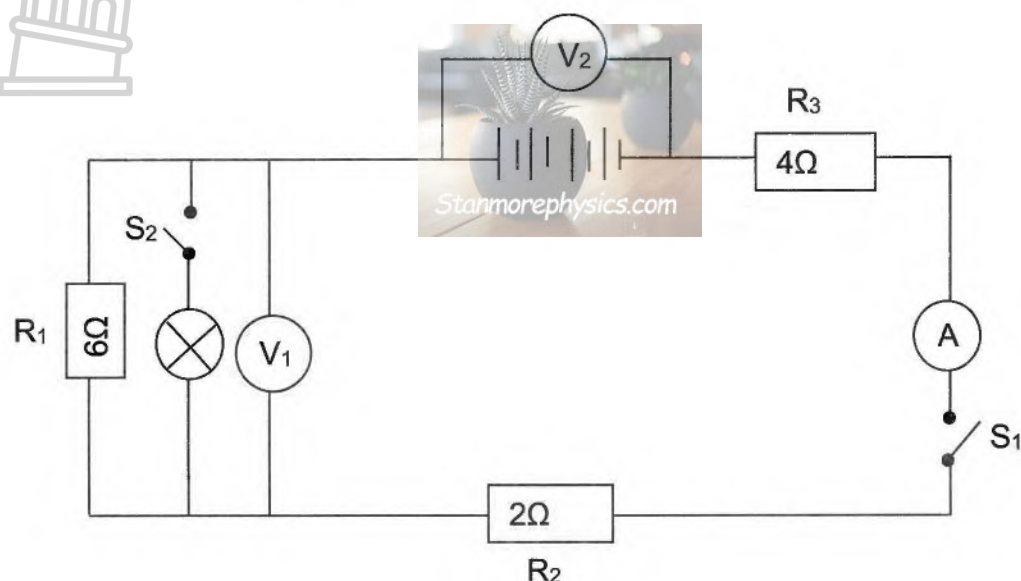 V2
R3
4Ω
Stanmorephysics.com
S2
R1
6Ω
V1
A
S1
2Ω
R2